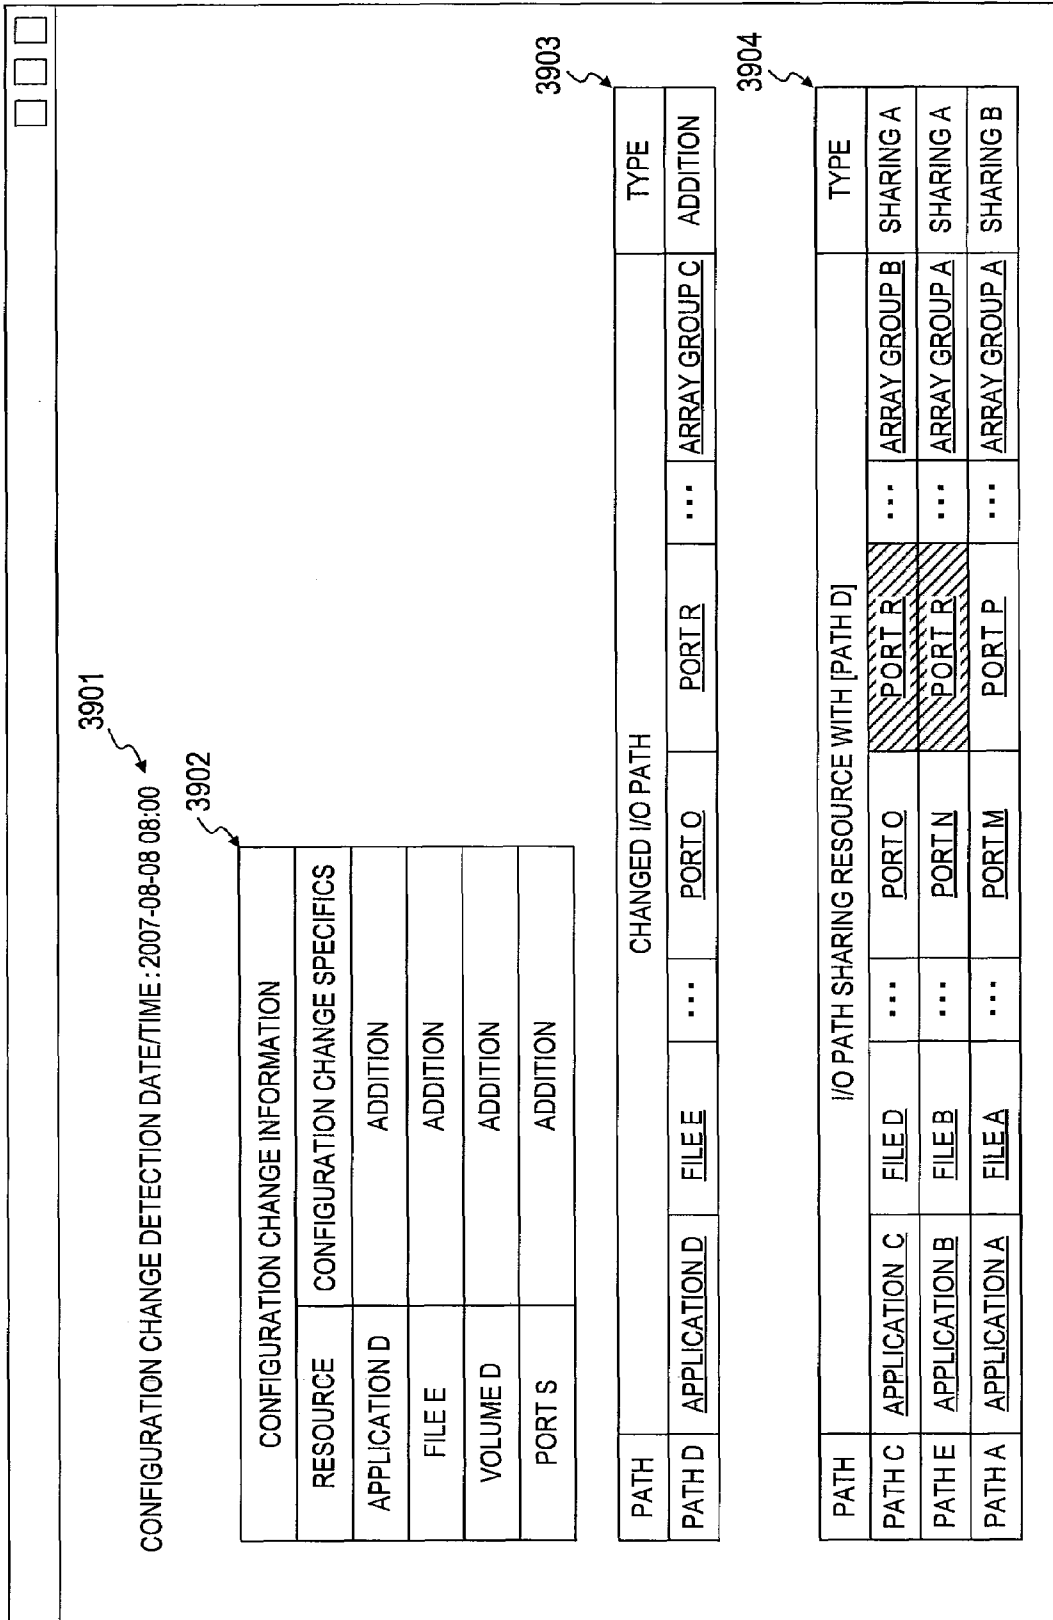 3901
CONFIGURATION CHANGE DETECTION DATE/TIME : 2007-08-08 08:00
3902
CONFIGURATION CHANGE INFORMATION
RESOURCE CONFIGURATION CHANGE SPECIFICS
APPLICATION D ADDITION
FILE E ADDITION
VOLUME D ADDITION
PORT S ADDITION
3903
PATH CHANGED I/O PATH TYPE
PATH D APPLICATION D FILE E ... PORT O PORT R ... ARRAY GROUP C ADDITION
3904
PATH I/O PATH SHARING RESOURCE WITH [PATH D] TYPE
PATH C APPLICATION C FILE D ... PORT O PORT R ... ARRAY GROUP B SHARING A
PATH E APPLICATION B FILE B ... PORT N PORT R ... ARRAY GROUP A SHARING A
PATH A APPLICATION A FILE A ... PORT M PORT P ... ARRAY GROUP A SHARING B